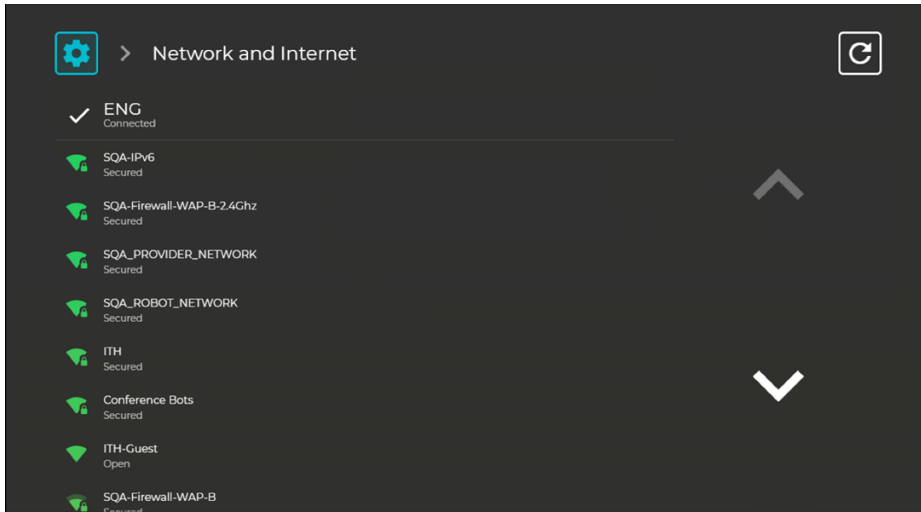 Network and Internet
ENG
Connected
SQA-IPv6
Secured
SQA-Firewall-WAP-B-2.4Ghz
Secured
SQA_PROVIDER_NETWORK
Secured
SQA_ROBOT_NETWORK
Secured
ITH
Secured
Conference Bots
Secured
ITH-Guest
Open
SQA-Firewall-WAP-B
Secured